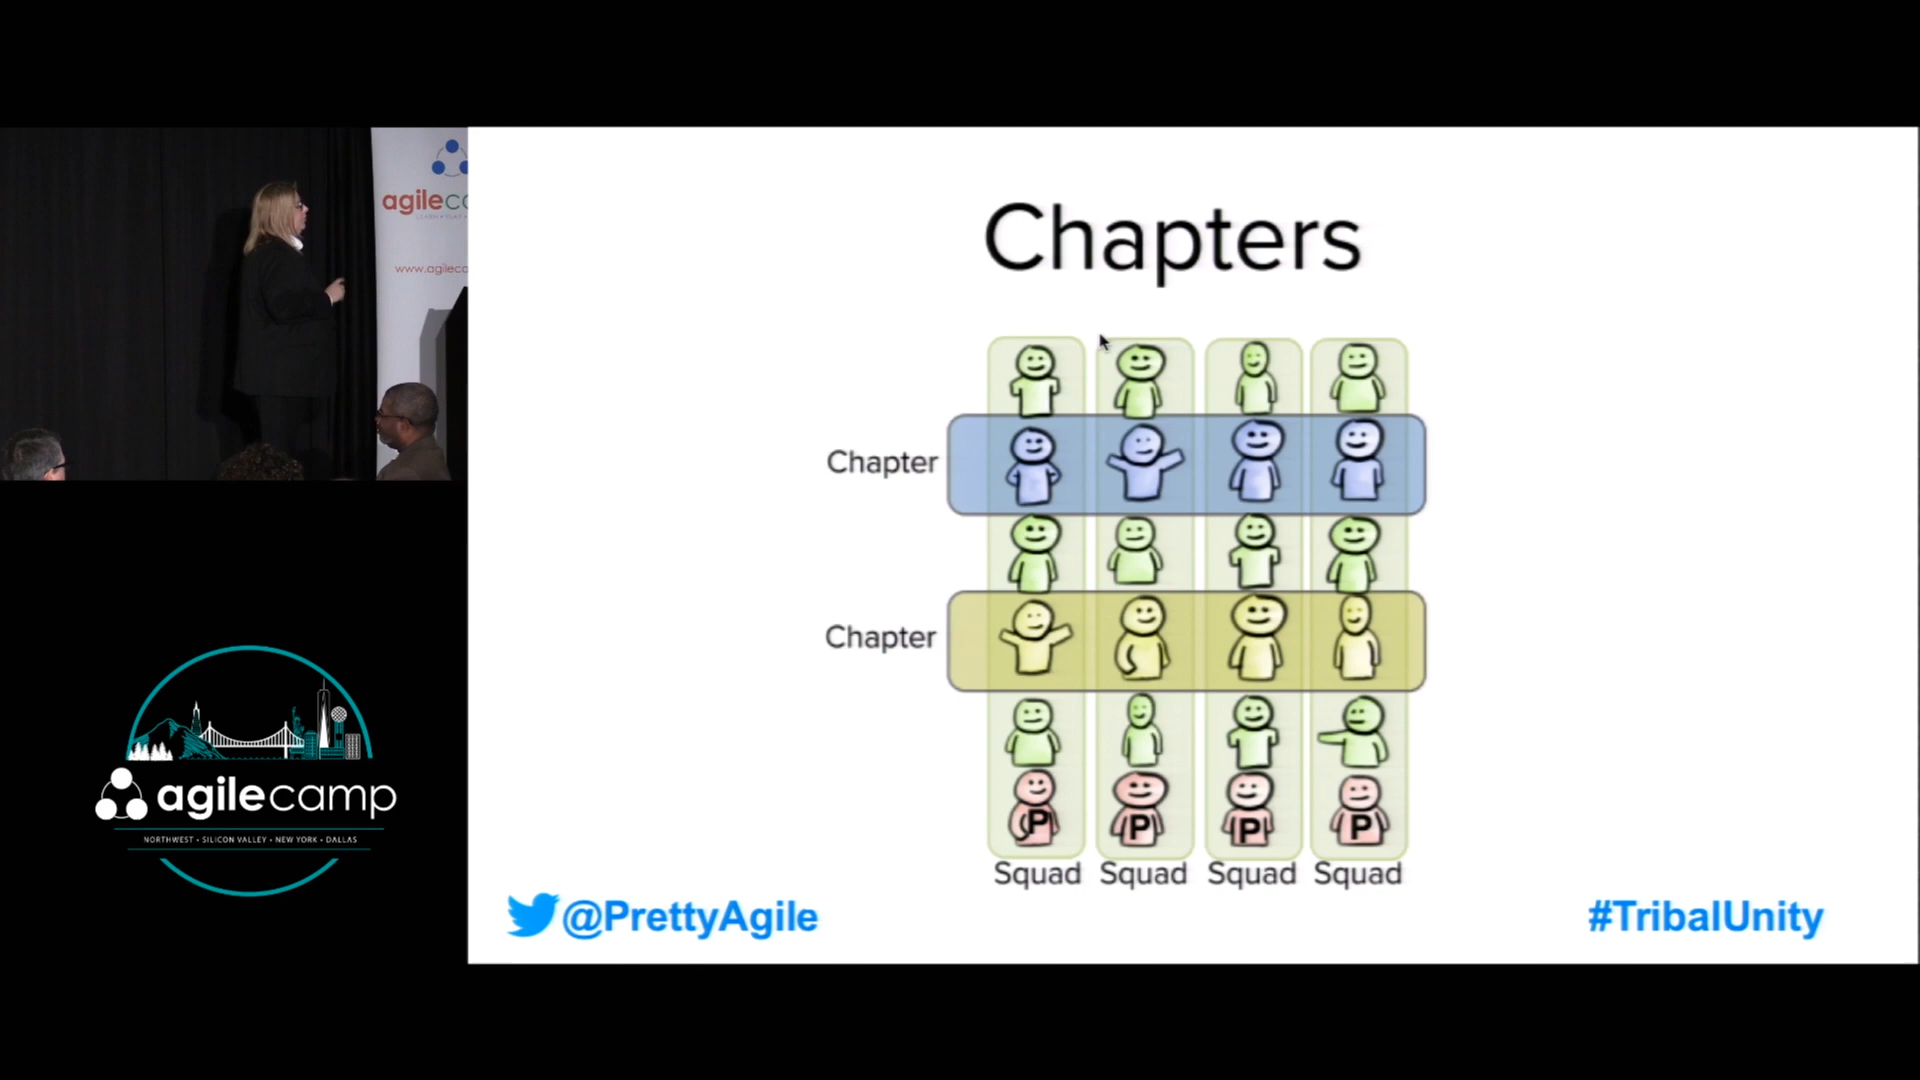 agilec
www.agilec
Chapters
Chapter
Chapter
P P P P
Squad Squad Squad Squad
@PrettyAgile
#TribalUnity
agilecamp
NORTHWEST • SILICON VALLEY • NEW YORK • DALLAS